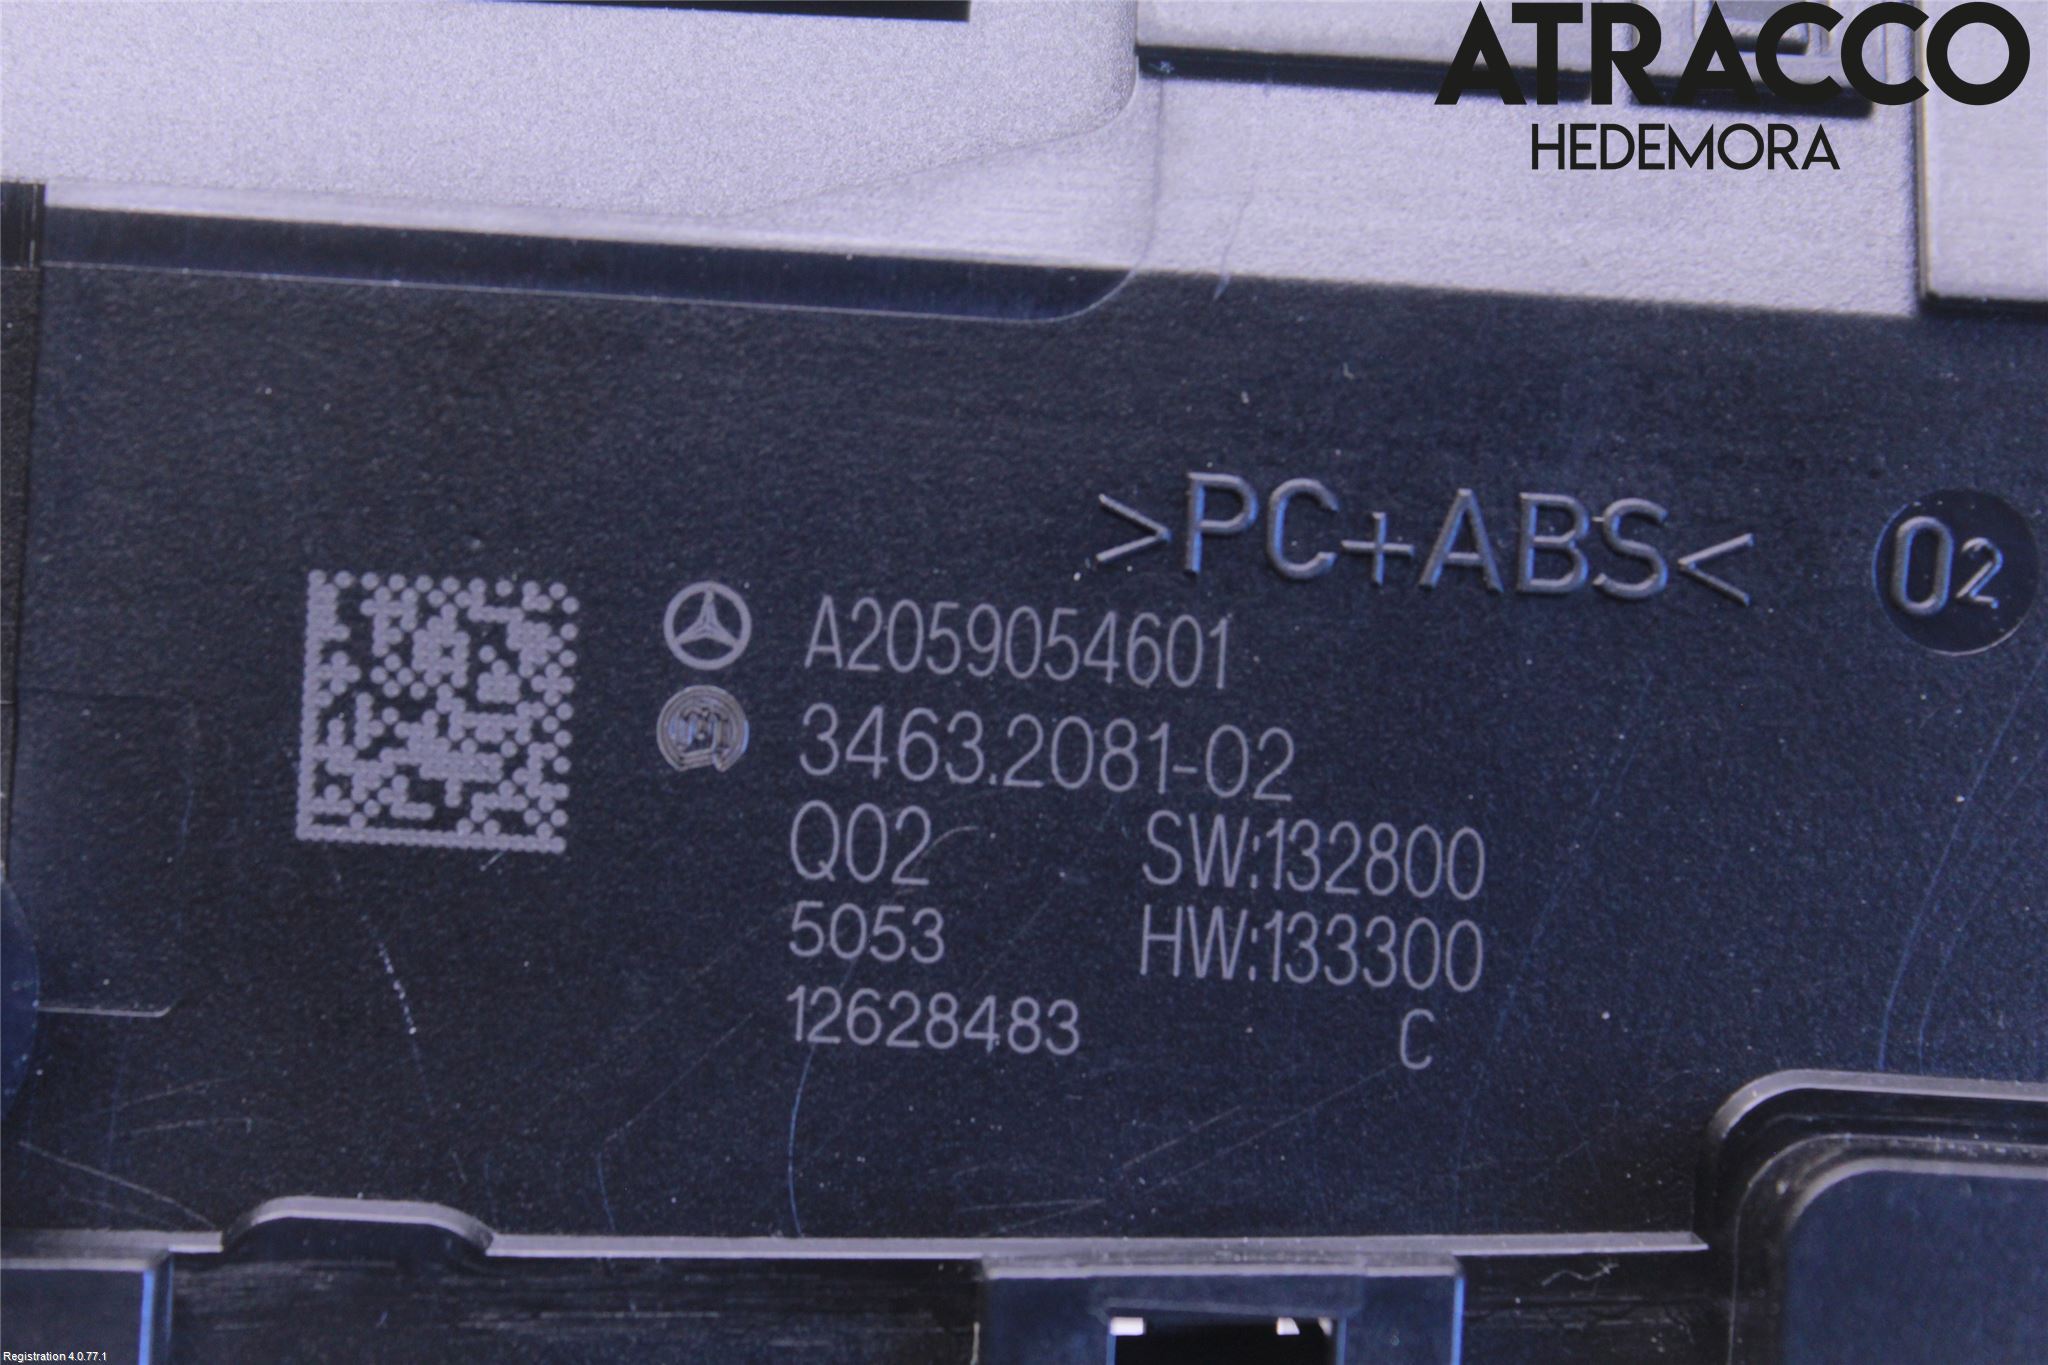 ATRACCO
HEDEMORA
>PC+ABS<
02
A2059054601
3463.2081-02
Q02 SW:132800
5053 HW:133300
12628483 C
Registration 4.0.77.1